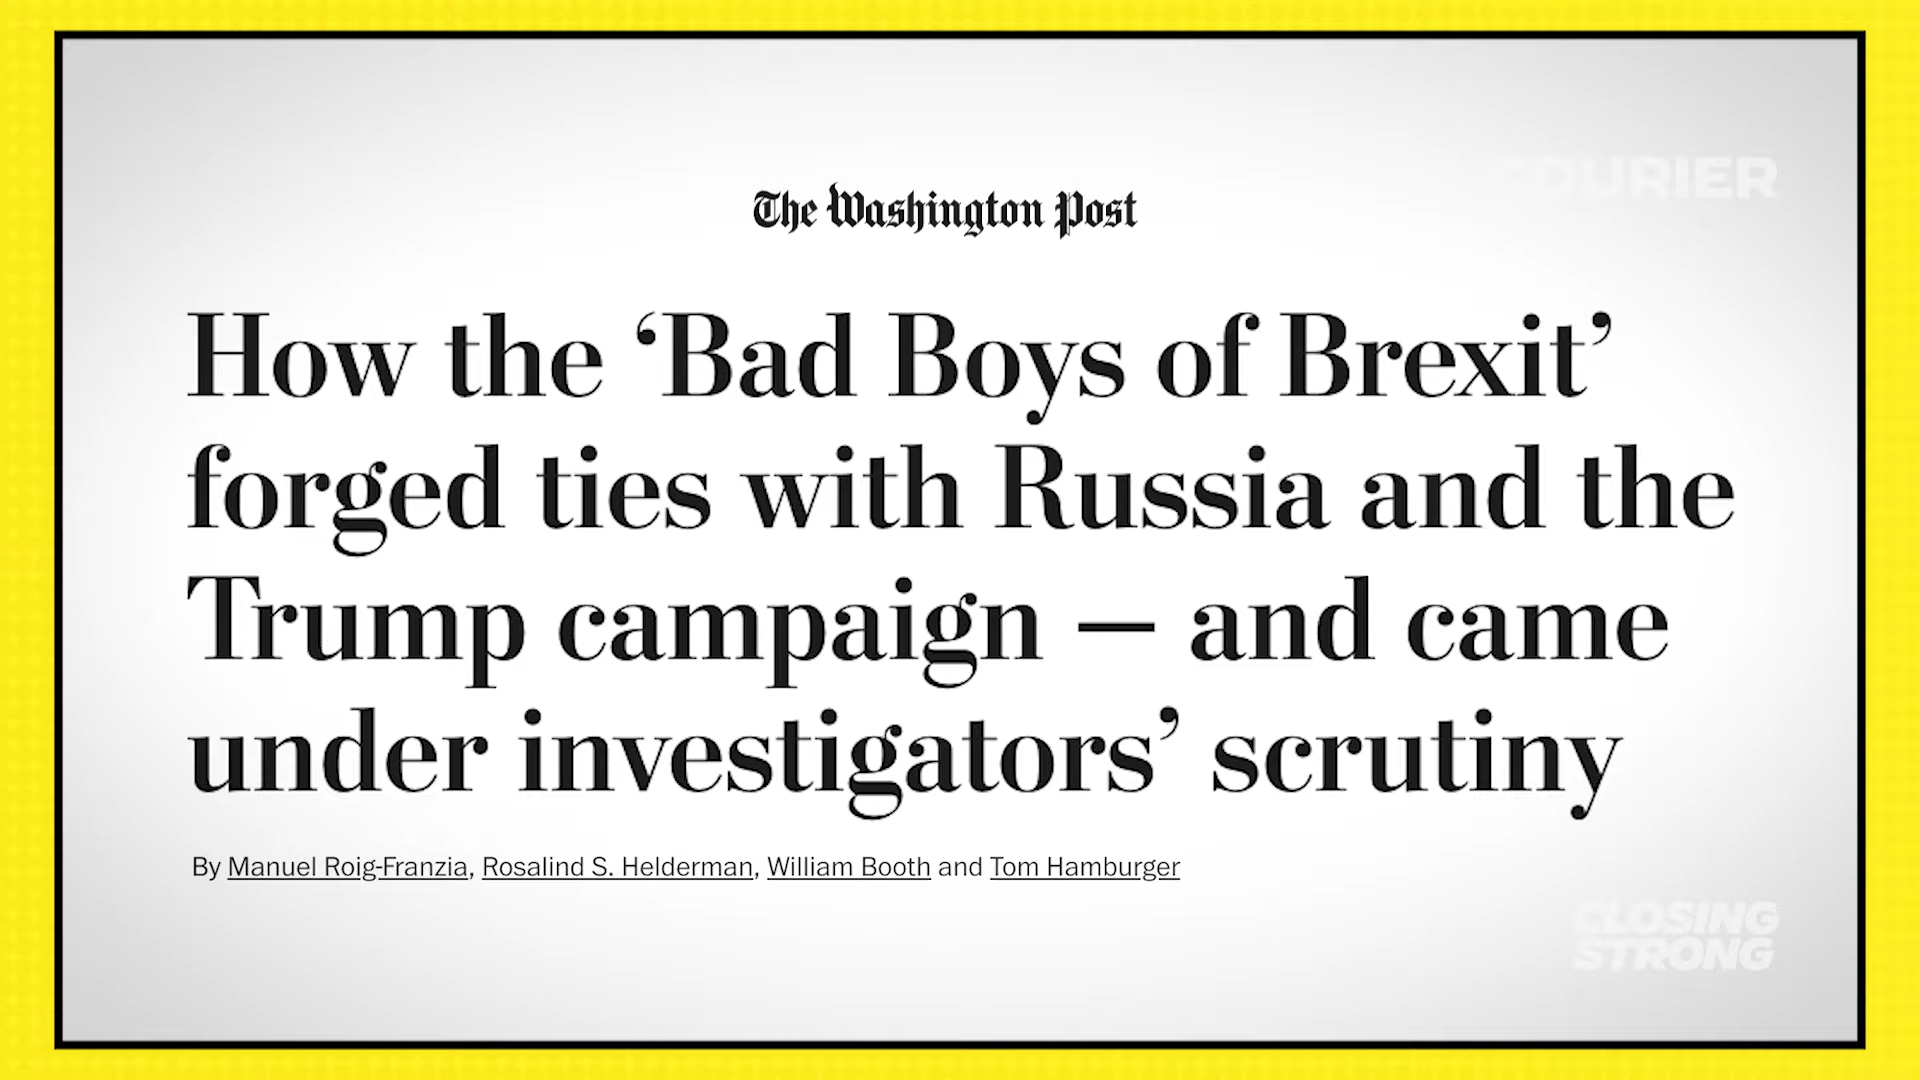 COURIER
The Washington Post
How the ‘Bad Boys of Brexit’
forged ties with Russia and the
Trump campaign — and came
under investigators’ scrutiny
By Manuel Roig-Franzia, Rosalind S. Helderman, William Booth and Tom Hamburger
CLOSING
STRONG